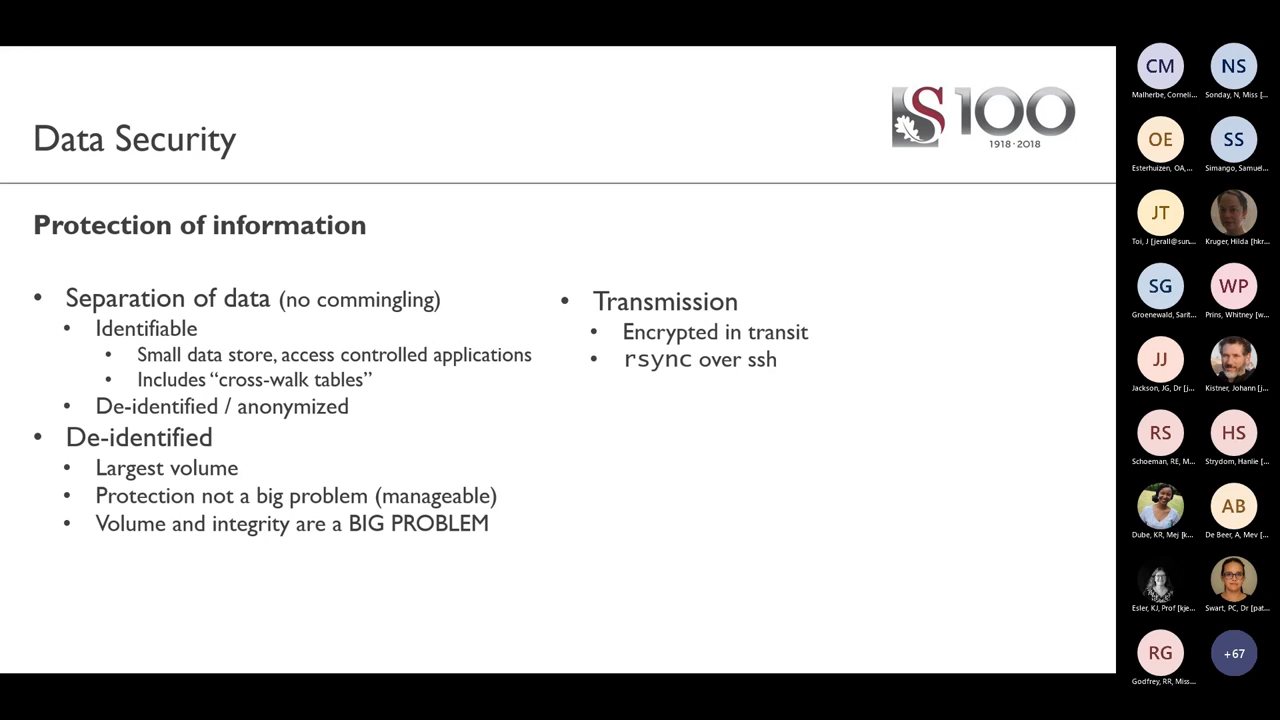 Data Security
S 100
1918 · 2018
Protection of information
• Separation of data (no commingling)
• Identifiable
• Small data store, access controlled applications
• Includes “cross-walk tables”
• De-identified / anonymized
• De-identified
• Largest volume
• Protection not a big problem (manageable)
• Volume and integrity are a BIG PROBLEM
• Transmission
• Encrypted in transit
• rsync over ssh
CM NS
Malherbe, Corneli... Sonday, N, Miss [...
OE SS
Esterhuizen, OA,... Simango, Samuel...
JT
Toi, J [jerall@sun... Kruger, Hilda [hkr...
SG WP
Groenewald, Sarit... Prins, Whitney [w...
JJ
Jackson, JG, Dr [j... Kistner, Johann [j...
RS HS
Schoeman, RE, M... Strydom, Hanlie [...
AB
Dube, KR, Mej [k... De Beer, A, Mev [...
Esler, KJ, Prof [kje... Swart, PC, Dr [pat...
RG +67
Godfrey, RR, Miss...